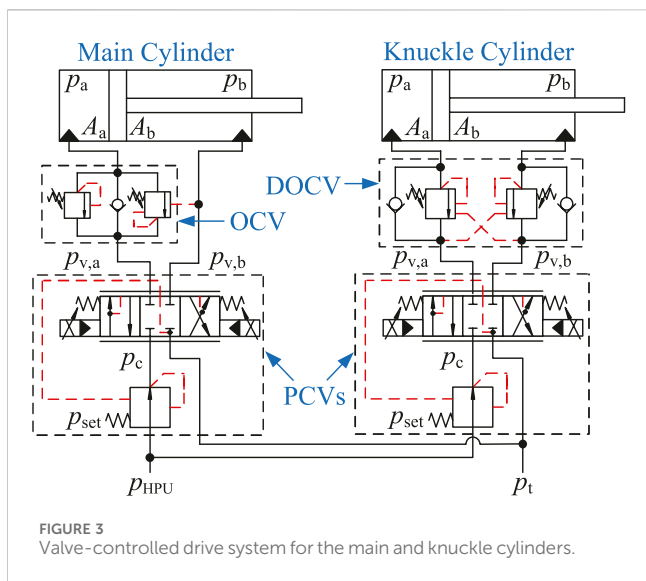 Main Cylinder
Knuckle Cylinder
pa
pb
pa
pb
Aa
Ab
Aa
Ab
DOCV
OCV
pv,a
pv,b
pv,a
pv,b
pc
pc
PCVs
pset
pset
pHPU
pt
FIGURE 3
Valve-controlled drive system for the main and knuckle cylinders.